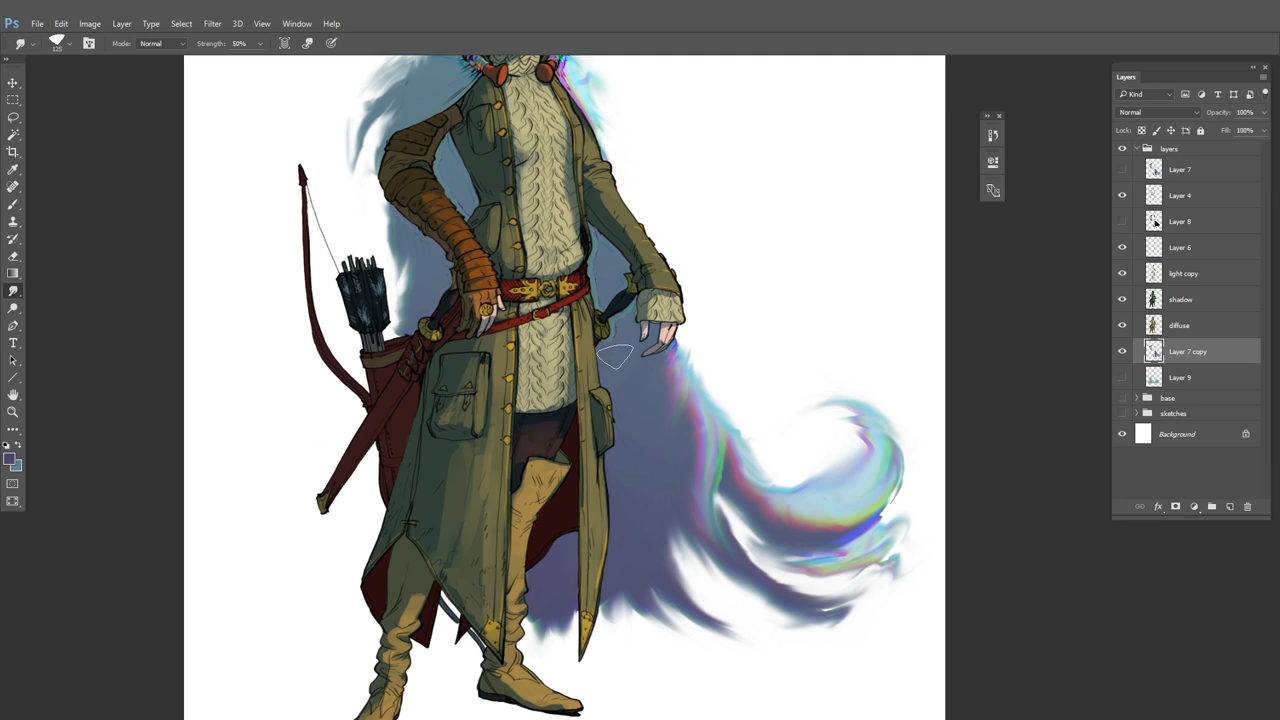 Ps File Edit Image Layer Type Select Filter 3D View Window Help
125 Mode: Normal Strength: 50%
Layers
Kind
Normal Opacity: 100%
Lock: Fill: 100%
layers
Layer 7
Layer 4
Layer 8
Layer 6
light copy
shadow
diffuse
Layer 7 copy
Layer 9
base
sketches
Background
fx